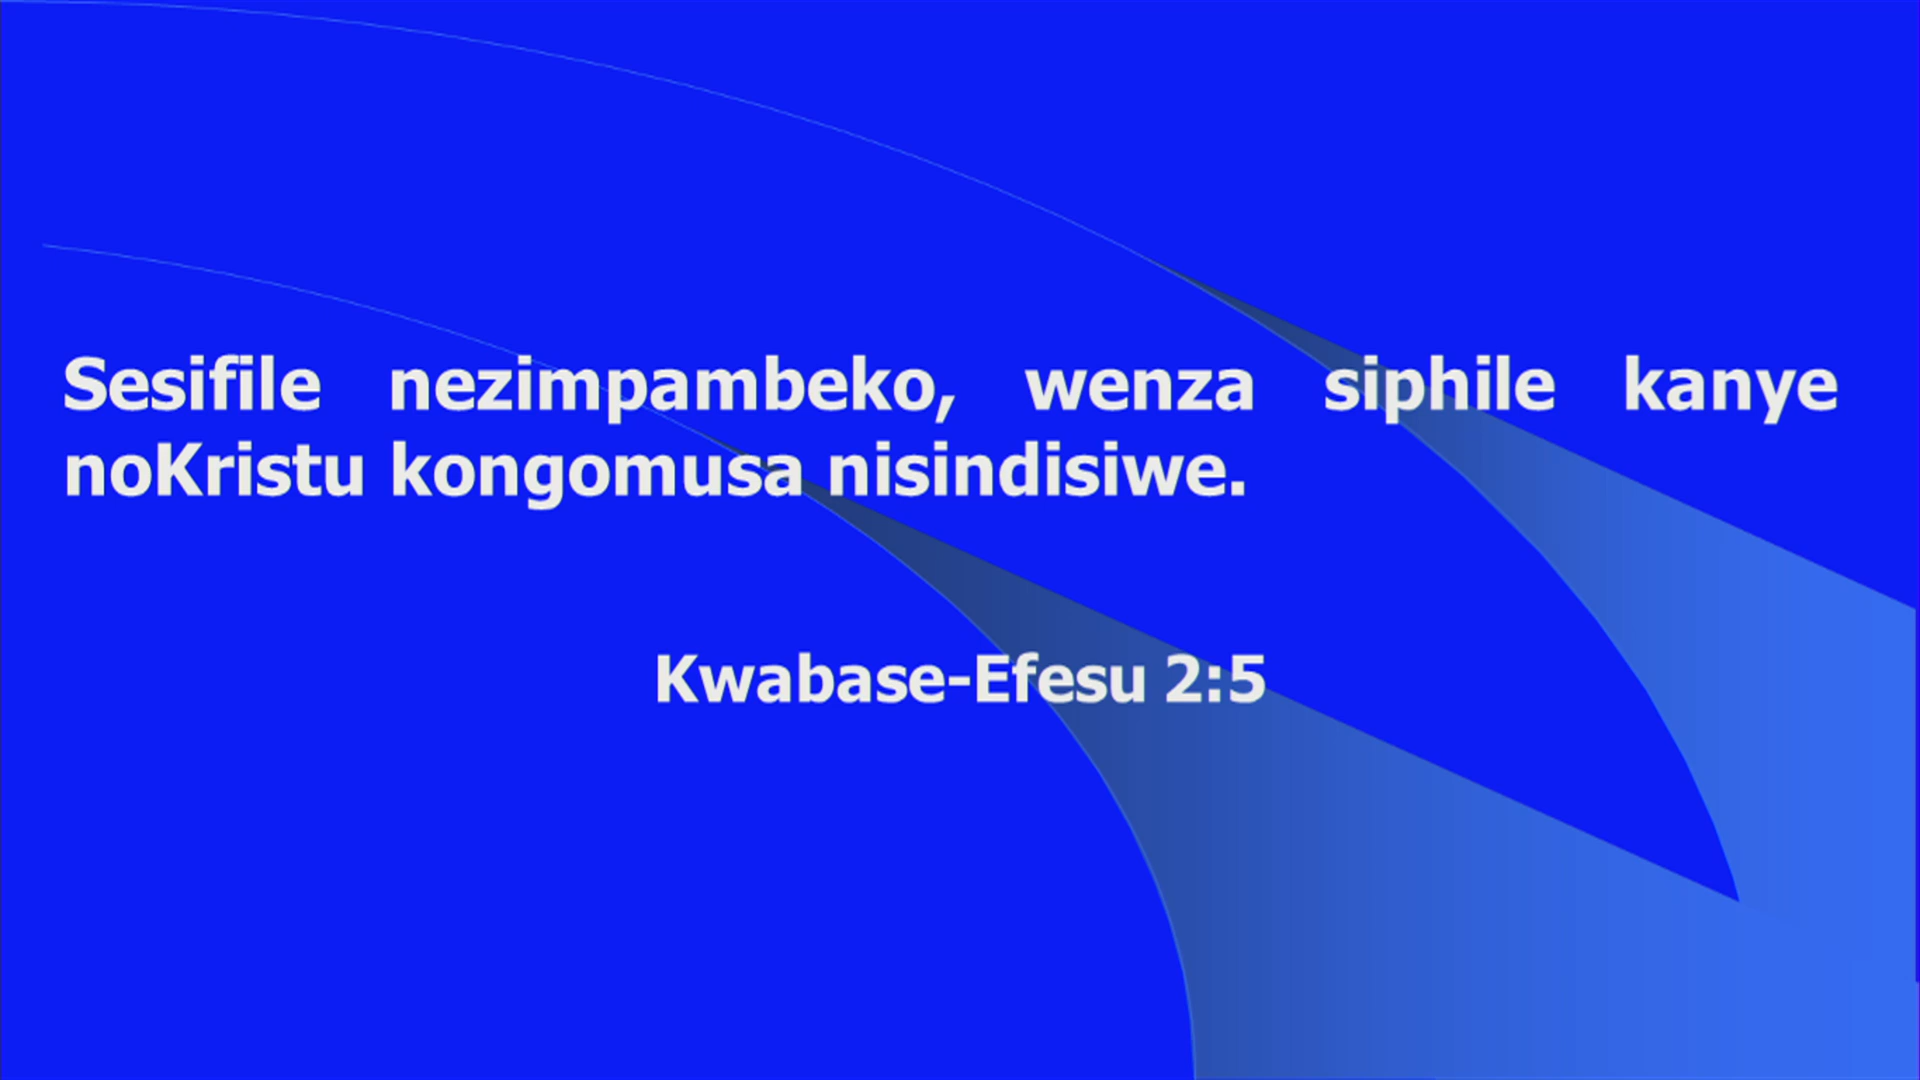 Sesifile nezimpambeko, wenza siphile kanye
noKristu kongomusa nisindisiwe.
Kwabase-Efesu 2:5